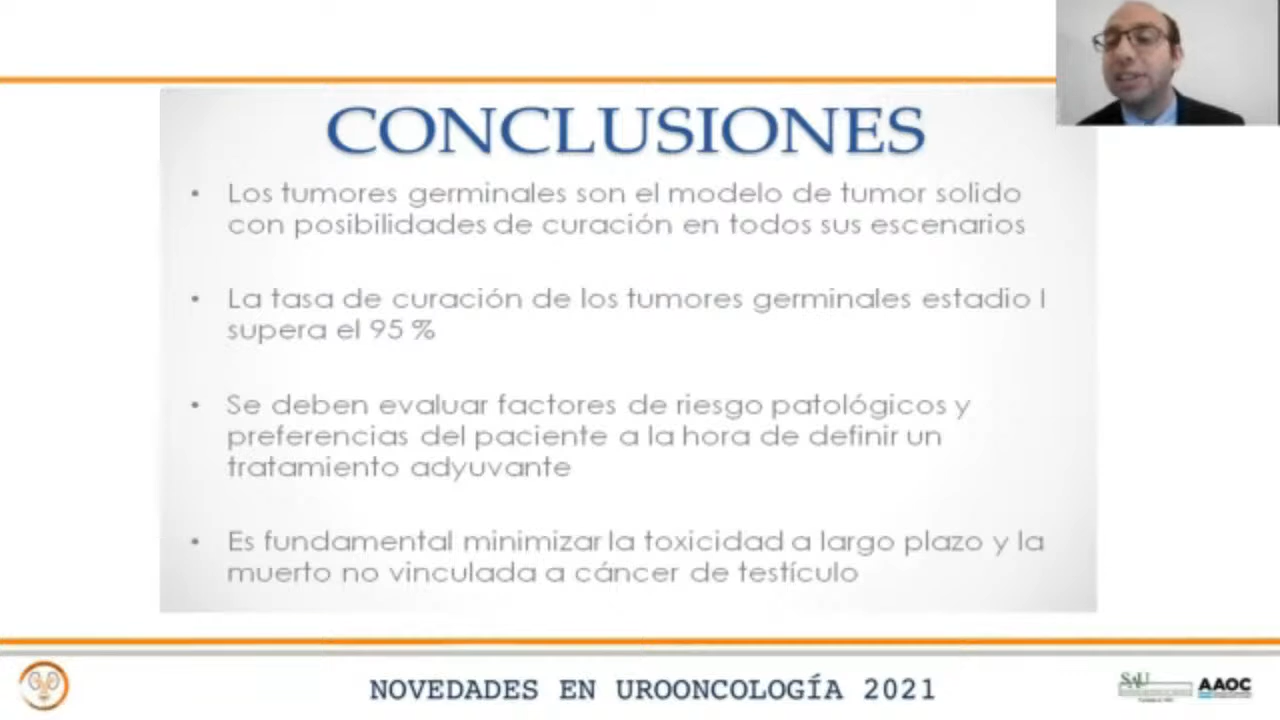 CONCLUSIONES
• Los tumores germinales son el modelo de tumor solido
con posibilidades de curación en todos sus escenarios
• La tasa de curación de los tumores germinales estadio I
supera el 95 %
• Se deben evaluar factores de riesgo patológicos y
preferencias del paciente a la hora de definir un
tratamiento adyuvante
• Es fundamental minimizar la toxicidad a largo plazo y la
muerto no vinculada a cáncer de testículo
NOVEDADES EN UROONCOLOGÍA 2021
SAU
AAOC